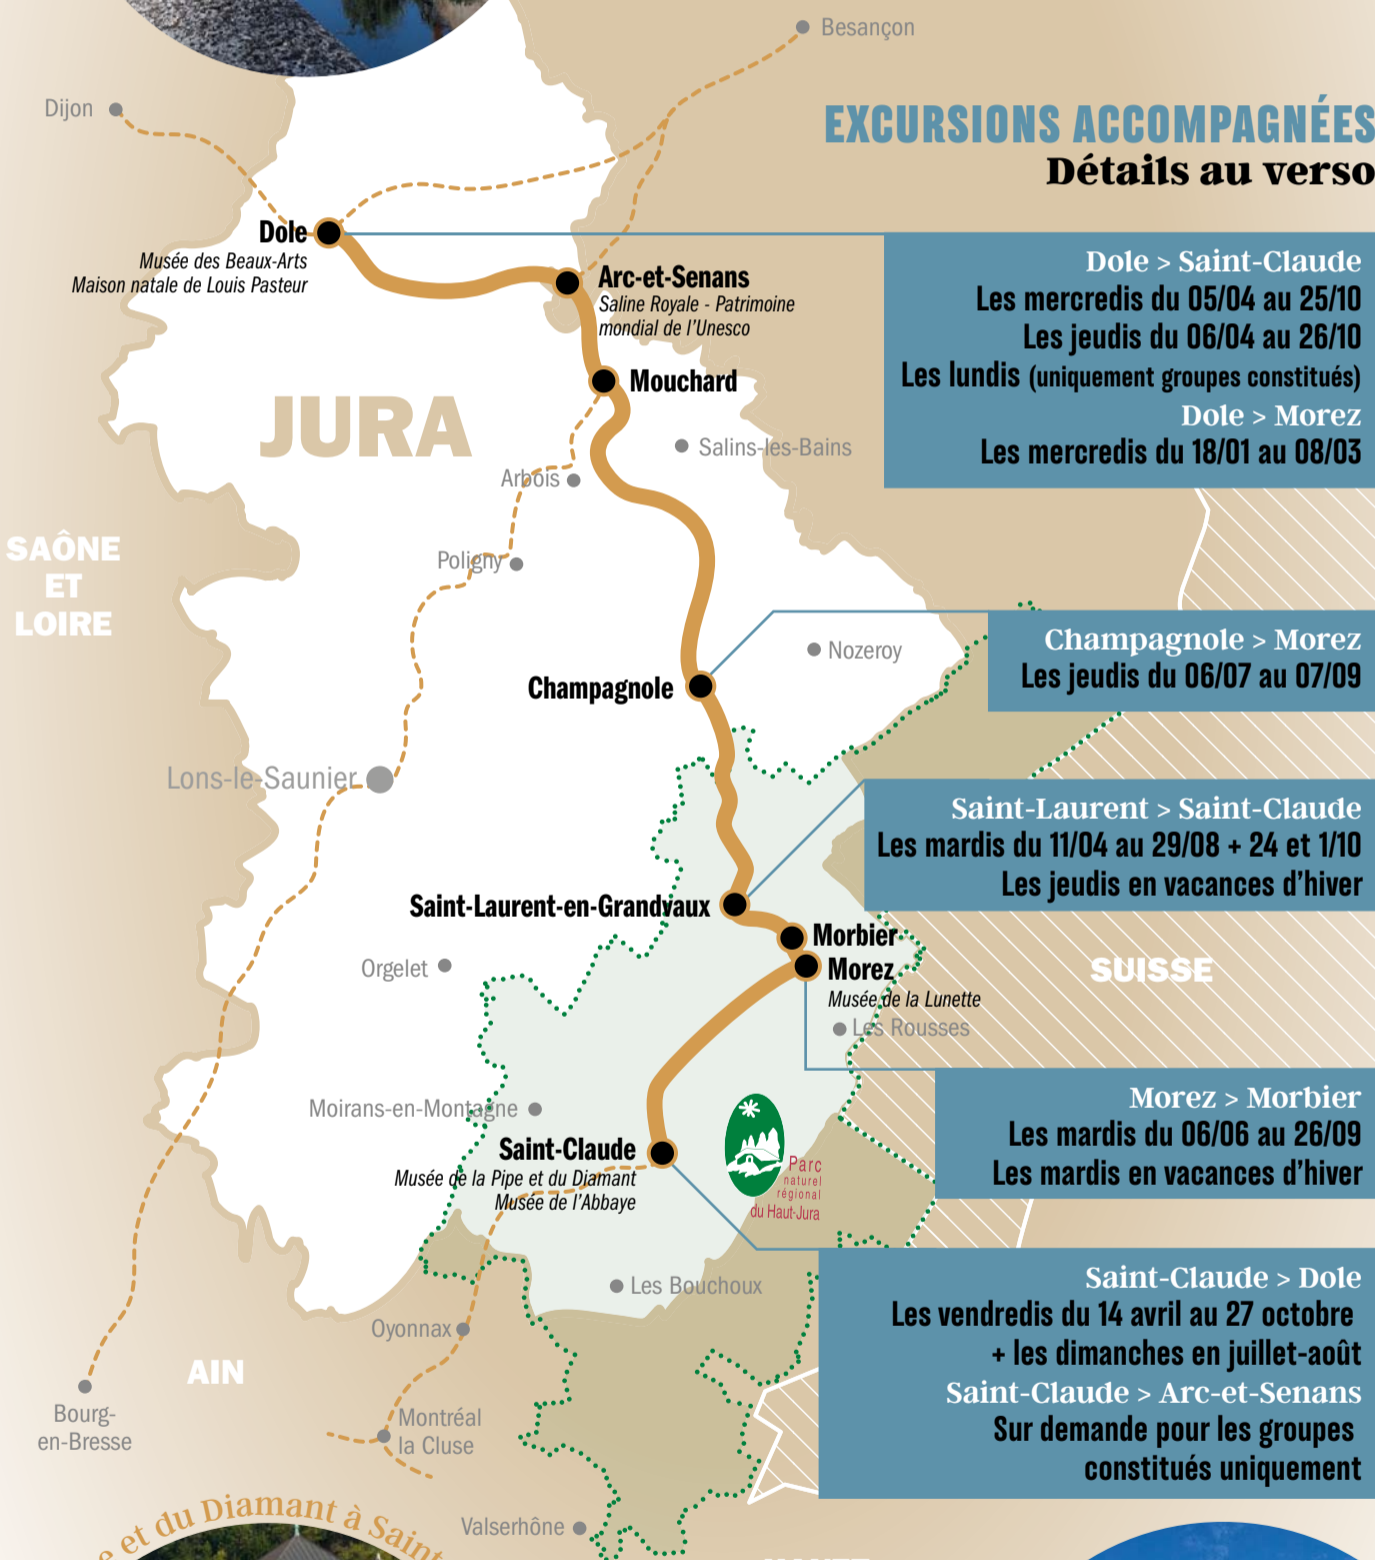 Besançon
Dijon
EXCURSIONS ACCOMPAGNÉES
Détails au verso
Dole
Musée des Beaux-Arts
Maison natale de Louis Pasteur
Arc-et-Senans
Saline Royale - Patrimoine
mondial de l'Unesco
Dole > Saint-Claude
Les mercredis du 05/04 au 25/10
Les jeudis du 06/04 au 26/10
Les lundis (uniquement groupes constitués)
Dole > Morez
Les mercredis du 18/01 au 08/03
Mouchard
JURA
Salins-les-Bains
Arbois
SAÔNE
ET
LOIRE
Poligny
Champagnole > Morez
Les jeudis du 06/07 au 07/09
Nozeroy
Champagnole
Lons-le-Saunier
Saint-Laurent > Saint-Claude
Les mardis du 11/04 au 29/08 + 24 et 1/10
Les jeudis en vacances d'hiver
Saint-Laurent-en-Grandvaux
Morbier
Morez
Musée de la Lunette
Orgelet
SUISSE
Les Rousses
Morez > Morbier
Les mardis du 06/06 au 26/09
Les mardis en vacances d'hiver
Moirans-en-Montagne
Saint-Claude
Musée de la Pipe et du Diamant
Musée de l'Abbaye
Parc
naturel
régional
du Haut-Jura
Saint-Claude > Dole
Les vendredis du 14 avril au 27 octobre
+ les dimanches en juillet-août
Saint-Claude > Arc-et-Senans
Sur demande pour les groupes
constitués uniquement
Les Bouchoux
Oyonnax
AIN
Bourg-
en-Bresse
Montréal
la Cluse
e et du Diamant à Saint
Valserhône